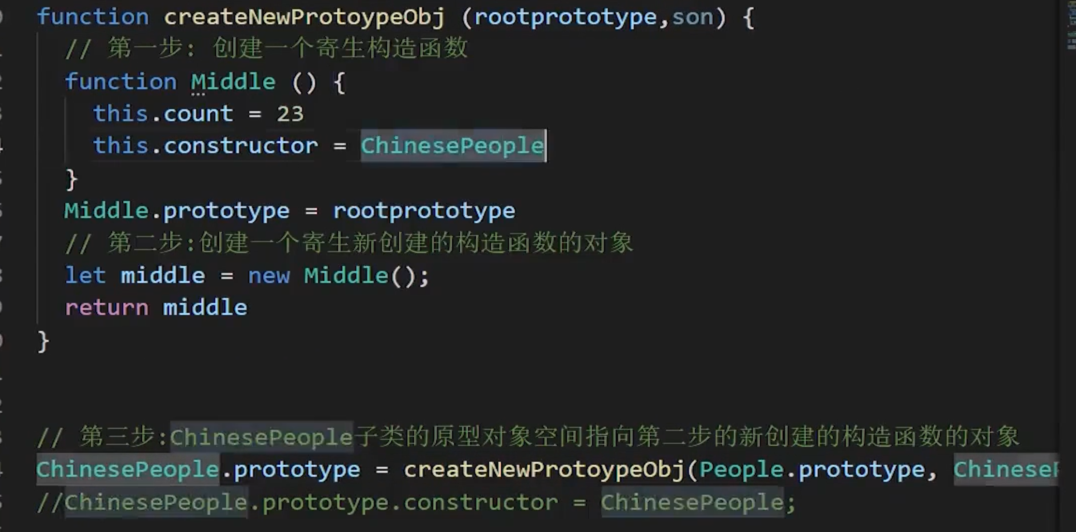 function createNewProtoypeObj (rootprototype,son) {
// 第一步: 创建一个寄生构造函数
function Middle () {
this.count = 23
this.constructor = ChinesePeople
}
Middle.prototype = rootprototype
// 第二步:创建一个寄生新创建的构造函数的对象
let middle = new Middle();
return middle
}
// 第三步:ChinesePeople子类的原型对象空间指向第二步的新创建的构造函数的对象
ChinesePeople.prototype = createNewProtoypeObj(People.prototype, Chinese
//ChinesePeople.prototype.constructor = ChinesePeople;